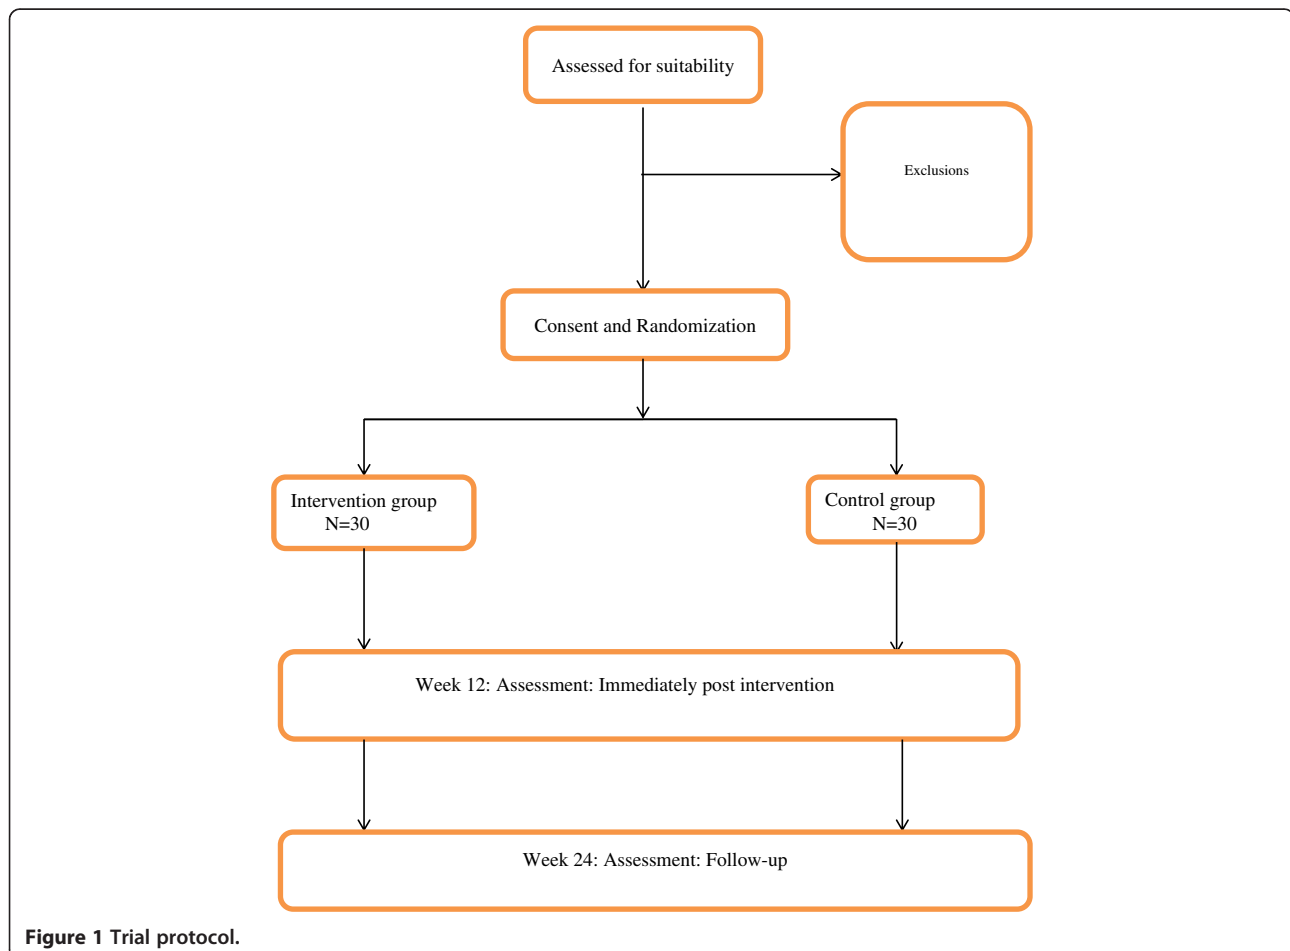 Assessed for suitability
Exclusions
Consent and Randomization
Intervention group
N=30
Control group
N=30
Week 12: Assessment: Immediately post intervention
Week 24: Assessment: Follow-up
Figure 1 Trial protocol.